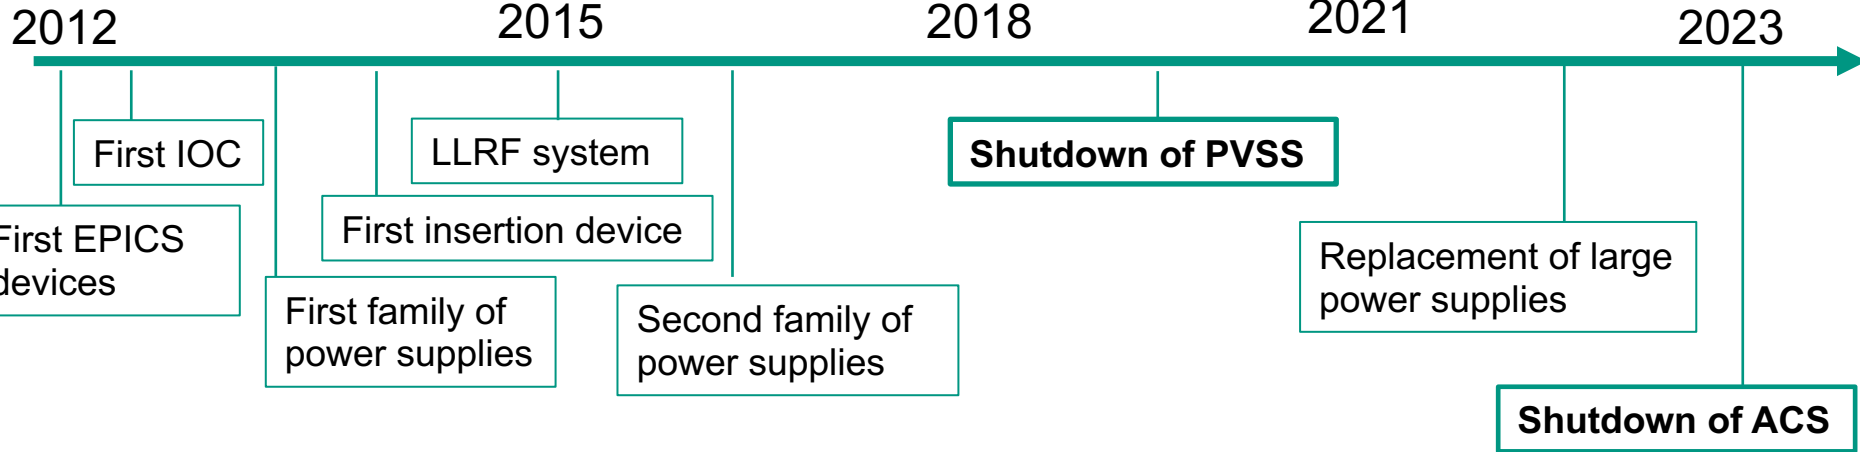 2012
2015
2018
2021
2023
First IOC
LLRF system
Shutdown of PVSS
First EPICS
devices
First insertion device
First family of
power supplies
Second family of
power supplies
Replacement of large
power supplies
Shutdown of ACS